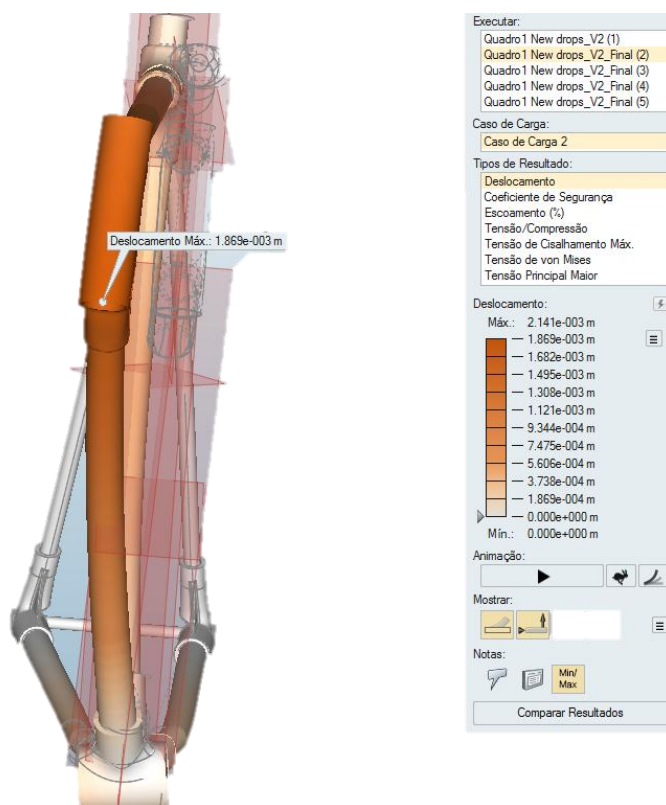 Deslocamento Máx.: 1.869e-003 m
Executar:
Quadro1 New drops_V2 (1)
Quadro1 New drops_V2_Final (2)
Quadro1 New drops_V2_Final (3)
Quadro1 New drops_V2_Final (4)
Quadro1 New drops_V2_Final (5)
Caso de Carga:
Caso de Carga 2
Tipos de Resultado:
Deslocamento
Coeficiente de Segurança
Escoamento (%)
Tensão/Compressão
Tensão de Cisalhamento Máx.
Tensão de von Mises
Tensão Principal Maior
Deslocamento:
Máx.: 2.141e-003 m
1.869e-003 m
1.682e-003 m
1.495e-003 m
1.308e-003 m
1.121e-003 m
9.344e-004 m
7.475e-004 m
5.606e-004 m
3.738e-004 m
1.869e-004 m
0.000e+000 m
Mín.: 0.000e+000 m
Animação:
Mostrar:
Notas:
Min/
Max
Comparar Resultados